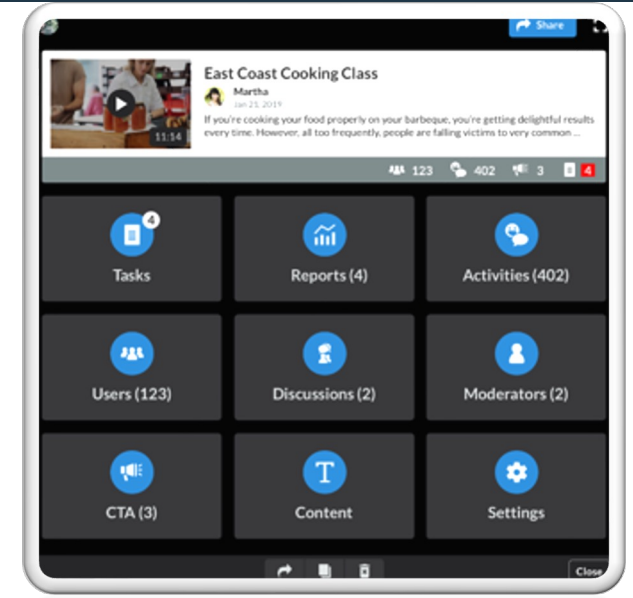 Share
East Coast Cooking Class
Martha
Jan 21, 2019
If you're cooking your food properly on your barbeque, you're getting delightful results
every time. However, all too frequently, people are falling victims to very common ...
11:14
123 402 3 4
4
Tasks Reports (4) Activities (402)
Users (123) Discussions (2) Moderators (2)
CTA (3) T Content Settings
Close